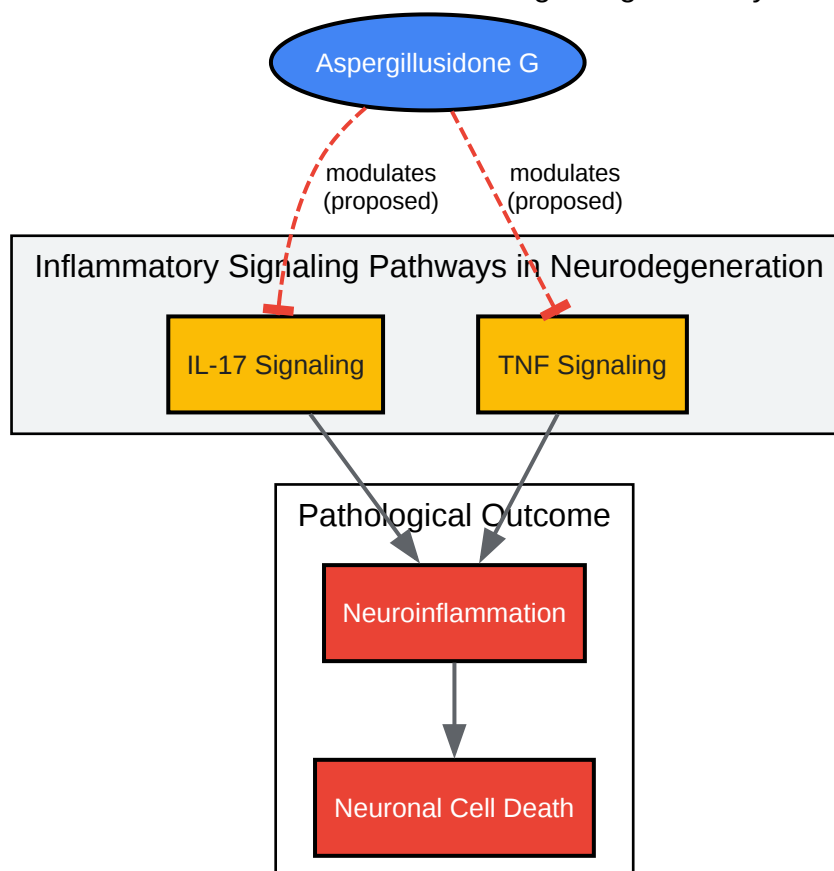 Aspergillusidone G
modulates
(proposed)
modulates
(proposed)
Inflammatory Signaling Pathways in Neurodegeneration
IL-17 Signaling
TNF Signaling
Pathological Outcome
Neuroinflammation
Neuronal Cell Death